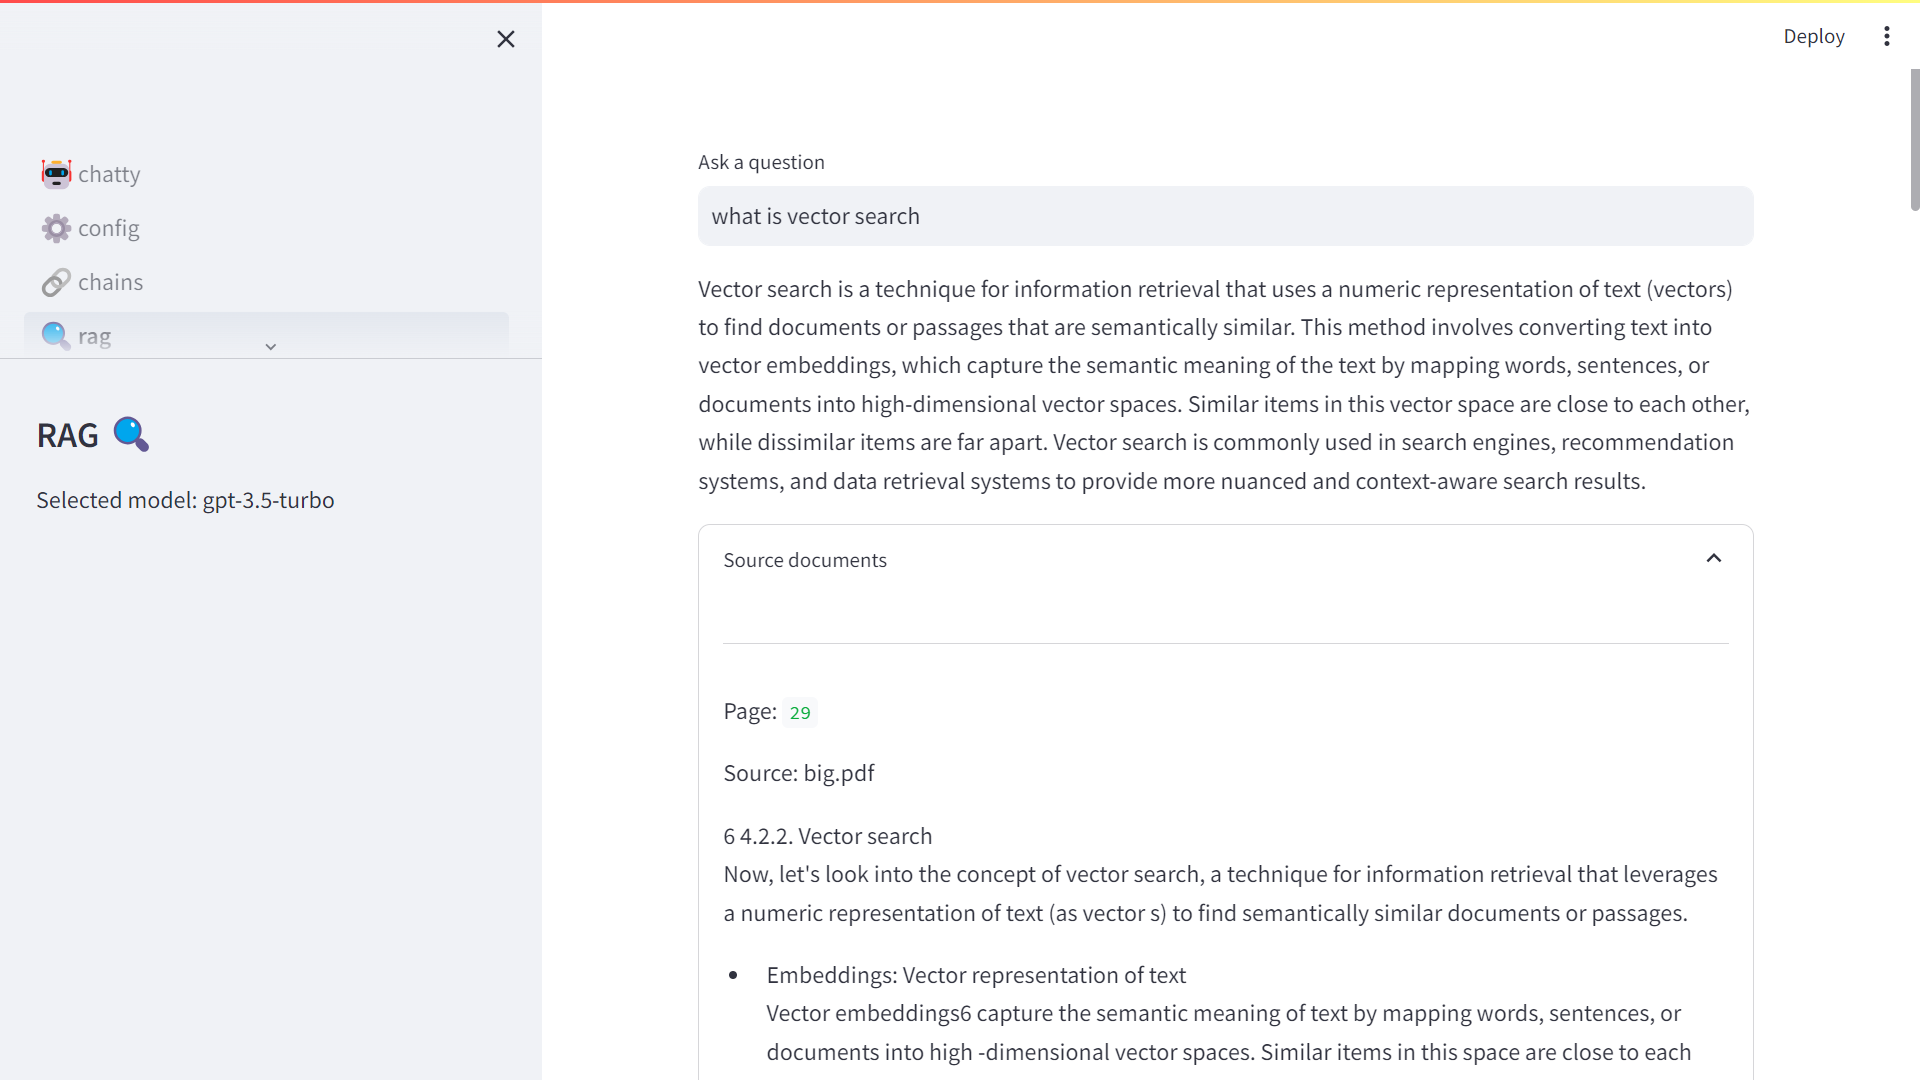 Deploy
chatty
config
chains
rag
RAG
Selected model: gpt-3.5-turbo
Ask a question
what is vector search
Vector search is a technique for information retrieval that uses a numeric representation of text (vectors)
to find documents or passages that are semantically similar. This method involves converting text into
vector embeddings, which capture the semantic meaning of the text by mapping words, sentences, or
documents into high-dimensional vector spaces. Similar items in this vector space are close to each other,
while dissimilar items are far apart. Vector search is commonly used in search engines, recommendation
systems, and data retrieval systems to provide more nuanced and context-aware search results.
Source documents
Page: 29
Source: big.pdf
6 4.2.2. Vector search
Now, let's look into the concept of vector search, a technique for information retrieval that leverages
a numeric representation of text (as vector s) to find semantically similar documents or passages.
• Embeddings: Vector representation of text
Vector embeddings6 capture the semantic meaning of text by mapping words, sentences, or
documents into high -dimensional vector spaces. Similar items in this space are close to each